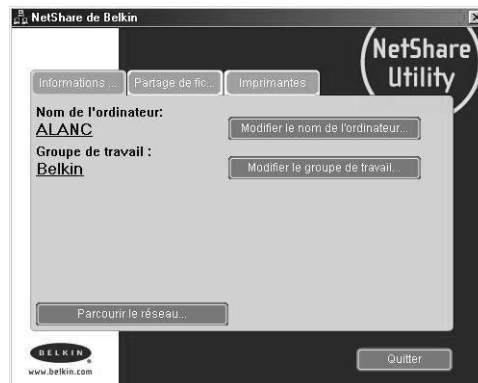 NetShare de Belkin
NetShare
Utility
Informations ...
Partage de fic...
Imprimantes
Nom de l'ordinateur:
ALANC
Modifier le nom de l'ordinateur...
Groupe de travail :
Belkin
Modifier le groupe de travail...
Parcourir le réseau...
BELKIN
www.belkin.com
Quitter